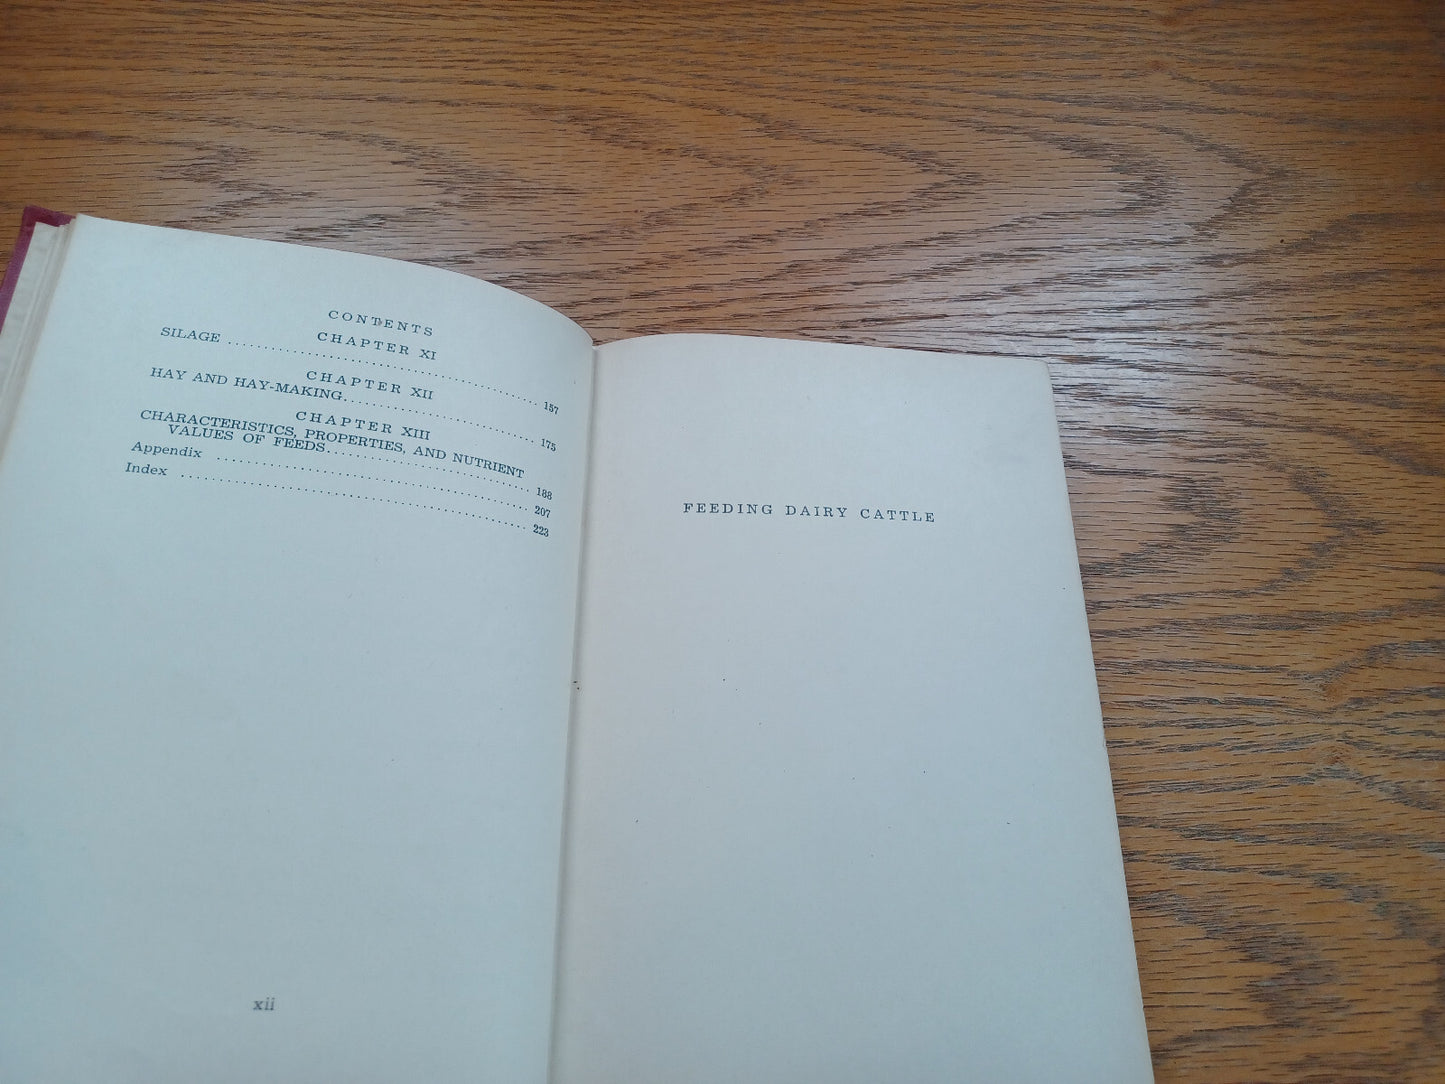 CONTENTS
CHAPTER XI
SILAGE ........................................ 157
CHAPTER XII
HAY AND HAY-MAKING........................ 175
CHAPTER XIII
CHARACTERISTICS, PROPERTIES, AND NUTRIENT
VALUES OF FEEDS........................... 188
Appendix ........................................ 207
Index ........................................ 223
xii
FEEDING DAIRY CATTLE